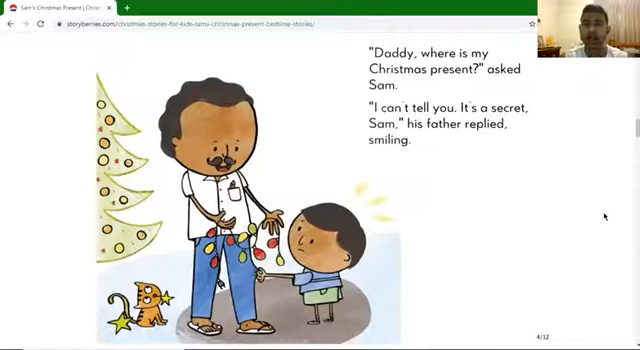 Sam's Christmas Present | Christ
storyberries.com/christmas-stories-for-kids-sams-christmas-present-bedtime-stories/
"Daddy, where is my
Christmas present?" asked
Sam.
"I can't tell you. It's a secret,
Sam," his father replied,
smiling.
4/12